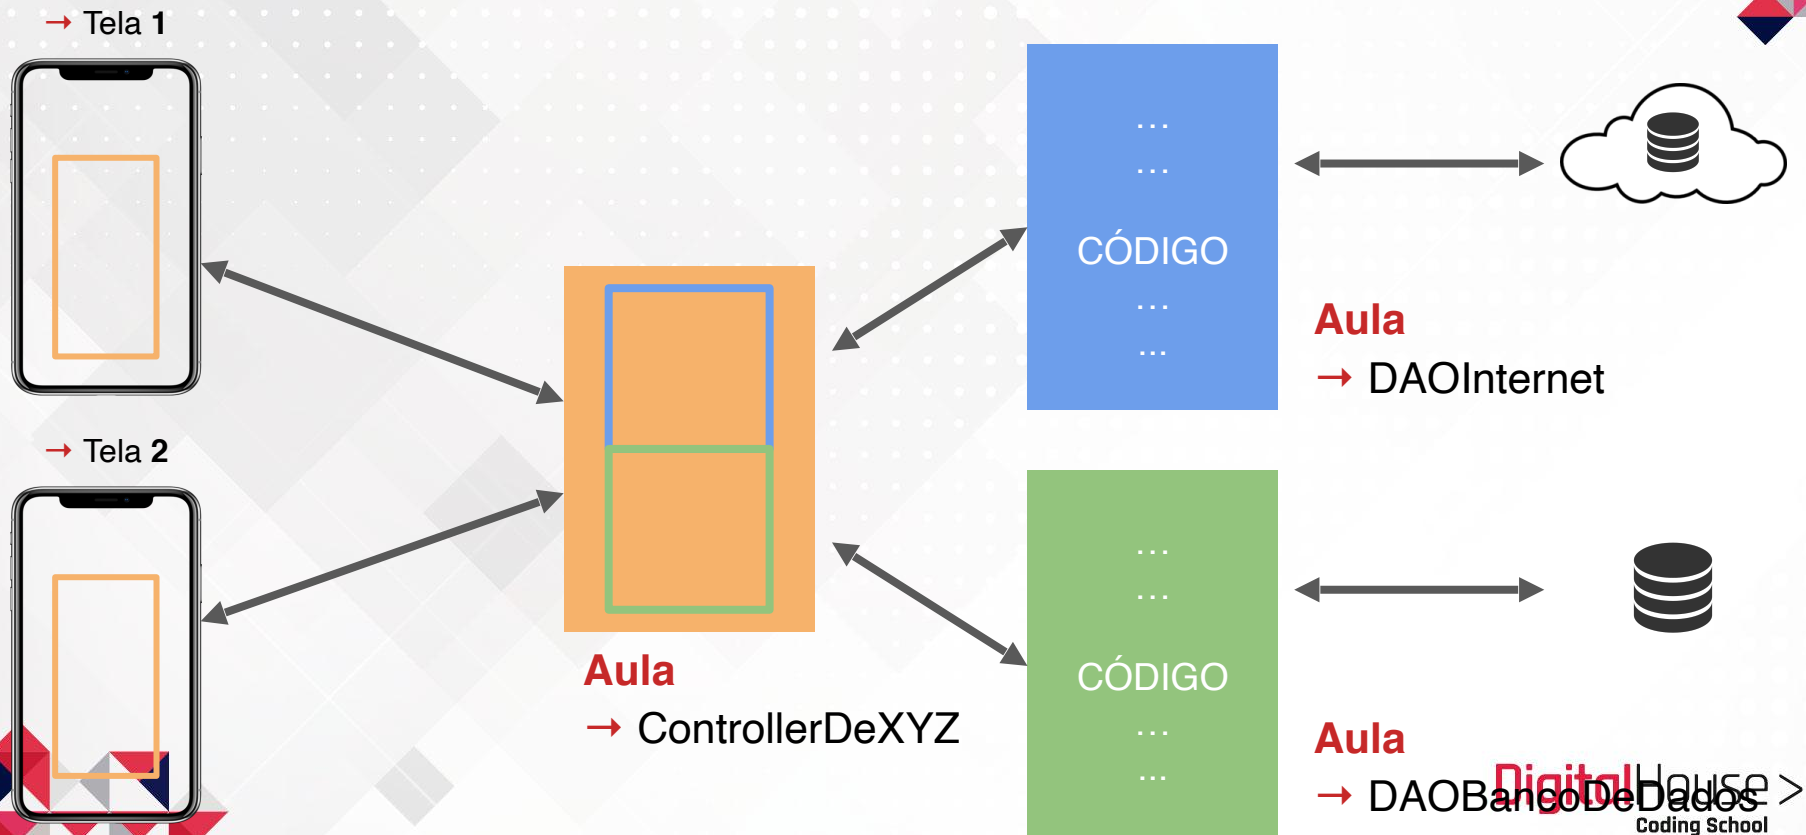 → Tela 1
→ Tela 2
Aula
→ ControllerDeXYZ
...
...
CÓDIGO
...
...
Aula
→ DAOInternet
...
...
CÓDIGO
...
...
Aula
→ DAOBancoDeDados
DigitalHouse >
Coding School